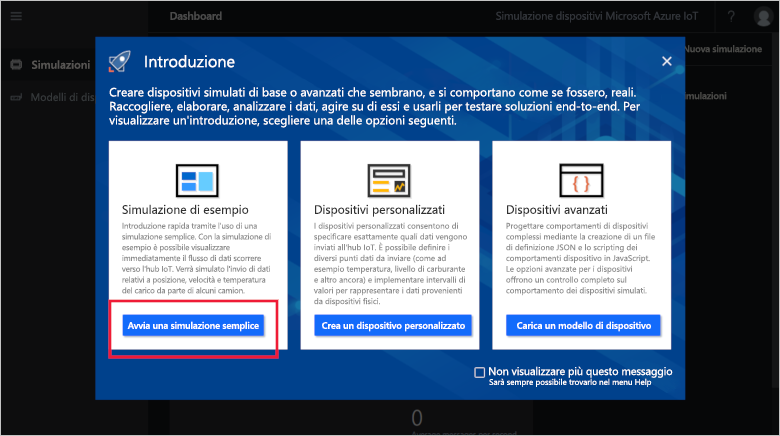 Dashboard
Simulazione dispositivi Microsoft Azure IoT
?
Nuova simulazione
Simulazioni
Modelli di dis
mulazioni
Introduzione
Creare dispositivi simulati di base o avanzati che sembrano, e si comportano come se fossero, reali.
Raccogliere, elaborare, analizzare i dati, agire su di essi e usarli per testare soluzioni end-to-end. Per
visualizzare un'introduzione, scegliere una delle opzioni seguenti.
Simulazione di esempio
Introduzione rapida tramite l'uso di una
simulazione semplice. Con la simulazione di
esempio è possibile visualizzare
immediatamente il flusso di dati scorrere
verso l'hub IoT. Verrà simulato l'invio di dati
relativi a posizione, velocità e temperatura
del carico da parte di alcuni camion.
Avvia una simulazione semplice
Dispositivi personalizzati
I dispositivi personalizzati consentono di
specificare esattamente quali dati vengono
inviati all'hub IoT. È possibile definire i
diversi punti dati da inviare (come ad
esempio temperatura, livello di carburante
e altro ancora) e implementare intervalli di
valori per rappresentare i dati provenienti
da dispositivi fisici.
Crea un dispositivo personalizzato
Dispositivi avanzati
Progettare comportamenti di dispositivi
complessi mediante la creazione di un file
di definizione JSON e lo scripting dei
comportamenti dispositivo in JavaScript.
Le opzioni avanzate per i dispositivi
offrono un controllo completo sul
comportamento dei dispositivi simulati.
Carica un modello di dispositivo
Non visualizzare più questo messaggio
Sarà sempre possibile trovarlo nel menu Help
0